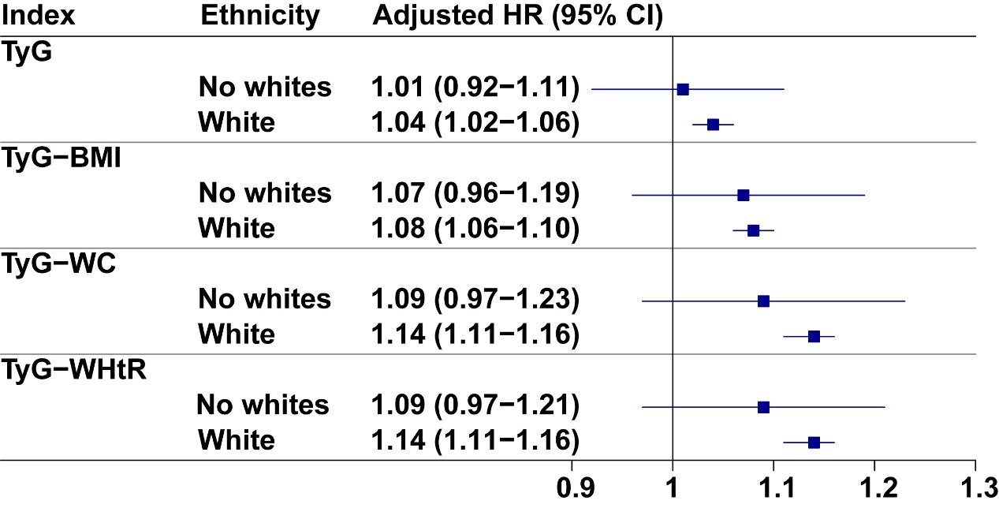 Index Ethnicity Adjusted HR (95% CI)
TyG
No whites 1.01 (0.92−1.11)
White 1.04 (1.02−1.06)
TyG−BMI
No whites 1.07 (0.96−1.19)
White 1.08 (1.06−1.10)
TyG−WC
No whites 1.09 (0.97−1.23)
White 1.14 (1.11−1.16)
TyG−WHtR
No whites 1.09 (0.97−1.21)
White 1.14 (1.11−1.16)
0.9 1 1.1 1.2 1.3